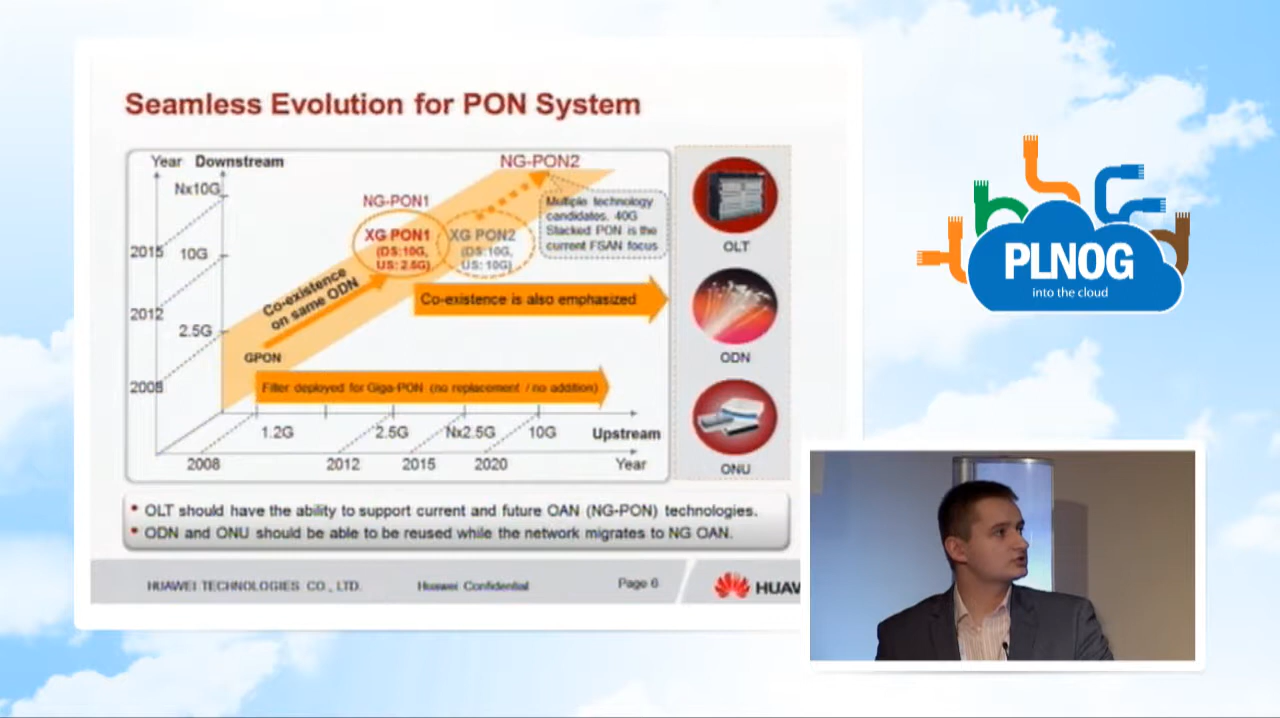 Seamless Evolution for PON System
Year Downstream
Nx10G
2015
10G
2012
2.5G
2008
NG-PON2
NG-PON1
XG PON1
(DS:10G,
US: 2.5G)
XG PON2
(DS:10G,
US: 10G)
Multiple technology
candidates. 40G
Stacked PON is the
current FSAN focus
Co-existence
on same ODN
Co-existence is also emphasized
GPON
Filter deployed for Giga-PON (no replacement / no addition)
1.2G 2.5G Nx2.5G 10G Upstream
2008 2012 2015 2020 Year
OLT
ODN
ONU
• OLT should have the ability to support current and future OAN (NG-PON) technologies.
• ODN and ONU should be able to be reused while the network migrates to NG OAN.
HUAWEI TECHNOLOGIES CO., LTD. Huawei Confidential Page 6 HUAW
PLNOG
into the cloud